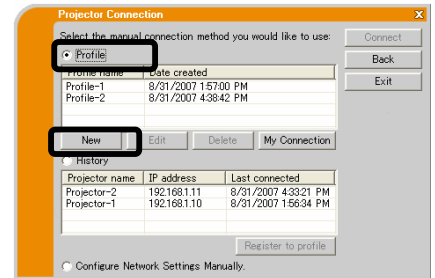 Projector Connection X
Select the manual connection method you would like to use:
Connect
Profile
Back
Profile name Date created
Exit
Profile-1 8/31/2007 1:57:00 PM
Profile-2 8/31/2007 4:38:42 PM
New Edit Delete My Connection
History
Projector name IP address Last connected
Projector-2 192.168.1.11 8/31/2007 4:33:21 PM
Projector-1 192.168.1.10 8/31/2007 1:56:34 PM
Register to profile
Configure Network Settings Manually.